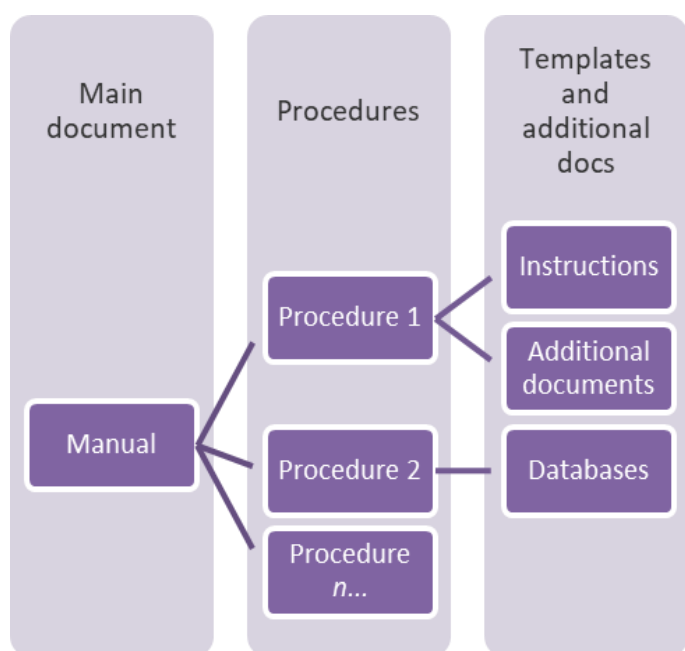 Main
document
Procedures
Templates
and
additional
docs
Manual
Procedure 1
Procedure 2
Procedure
n...
Instructions
Additional
documents
Databases